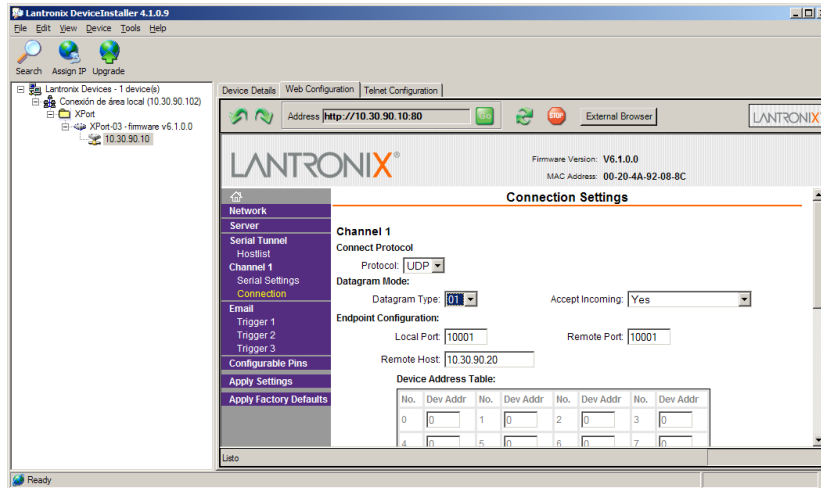 Lantronix DeviceInstaller 4.1.0.9
File Edit View Device Tools Help
Search Assign IP Upgrade
Lantronix Devices - 1 device(s)
Conexión de área local (10.30.90.102)
XPort
XPort-03 - firmware v6.1.0.0
10.30.90.10
Device Details Web Configuration Telnet Configuration
Address http://10.30.90.10:80 Go STOP External Browser LANTRONIX
LANTRONIX®
Firmware Version: V6.1.0.0
MAC Address: 00-20-4A-92-08-8C
Network
Server
Serial Tunnel
Hostlist
Channel 1
Serial Settings
Connection
Email
Trigger 1
Trigger 2
Trigger 3
Configurable Pins
Apply Settings
Apply Factory Defaults
Connection Settings
Channel 1
Connect Protocol
Protocol: UDP
Datagram Mode:
Datagram Type: 01 Accept Incoming: Yes
Endpoint Configuration:
Local Port: 10001 Remote Port: 10001
Remote Host: 10.30.90.20
Device Address Table:
No. Dev Addr No. Dev Addr No. Dev Addr No. Dev Addr
0 0 1 0 2 0 3 0
4 0 5 0 6 0 7 0
Listo
Ready